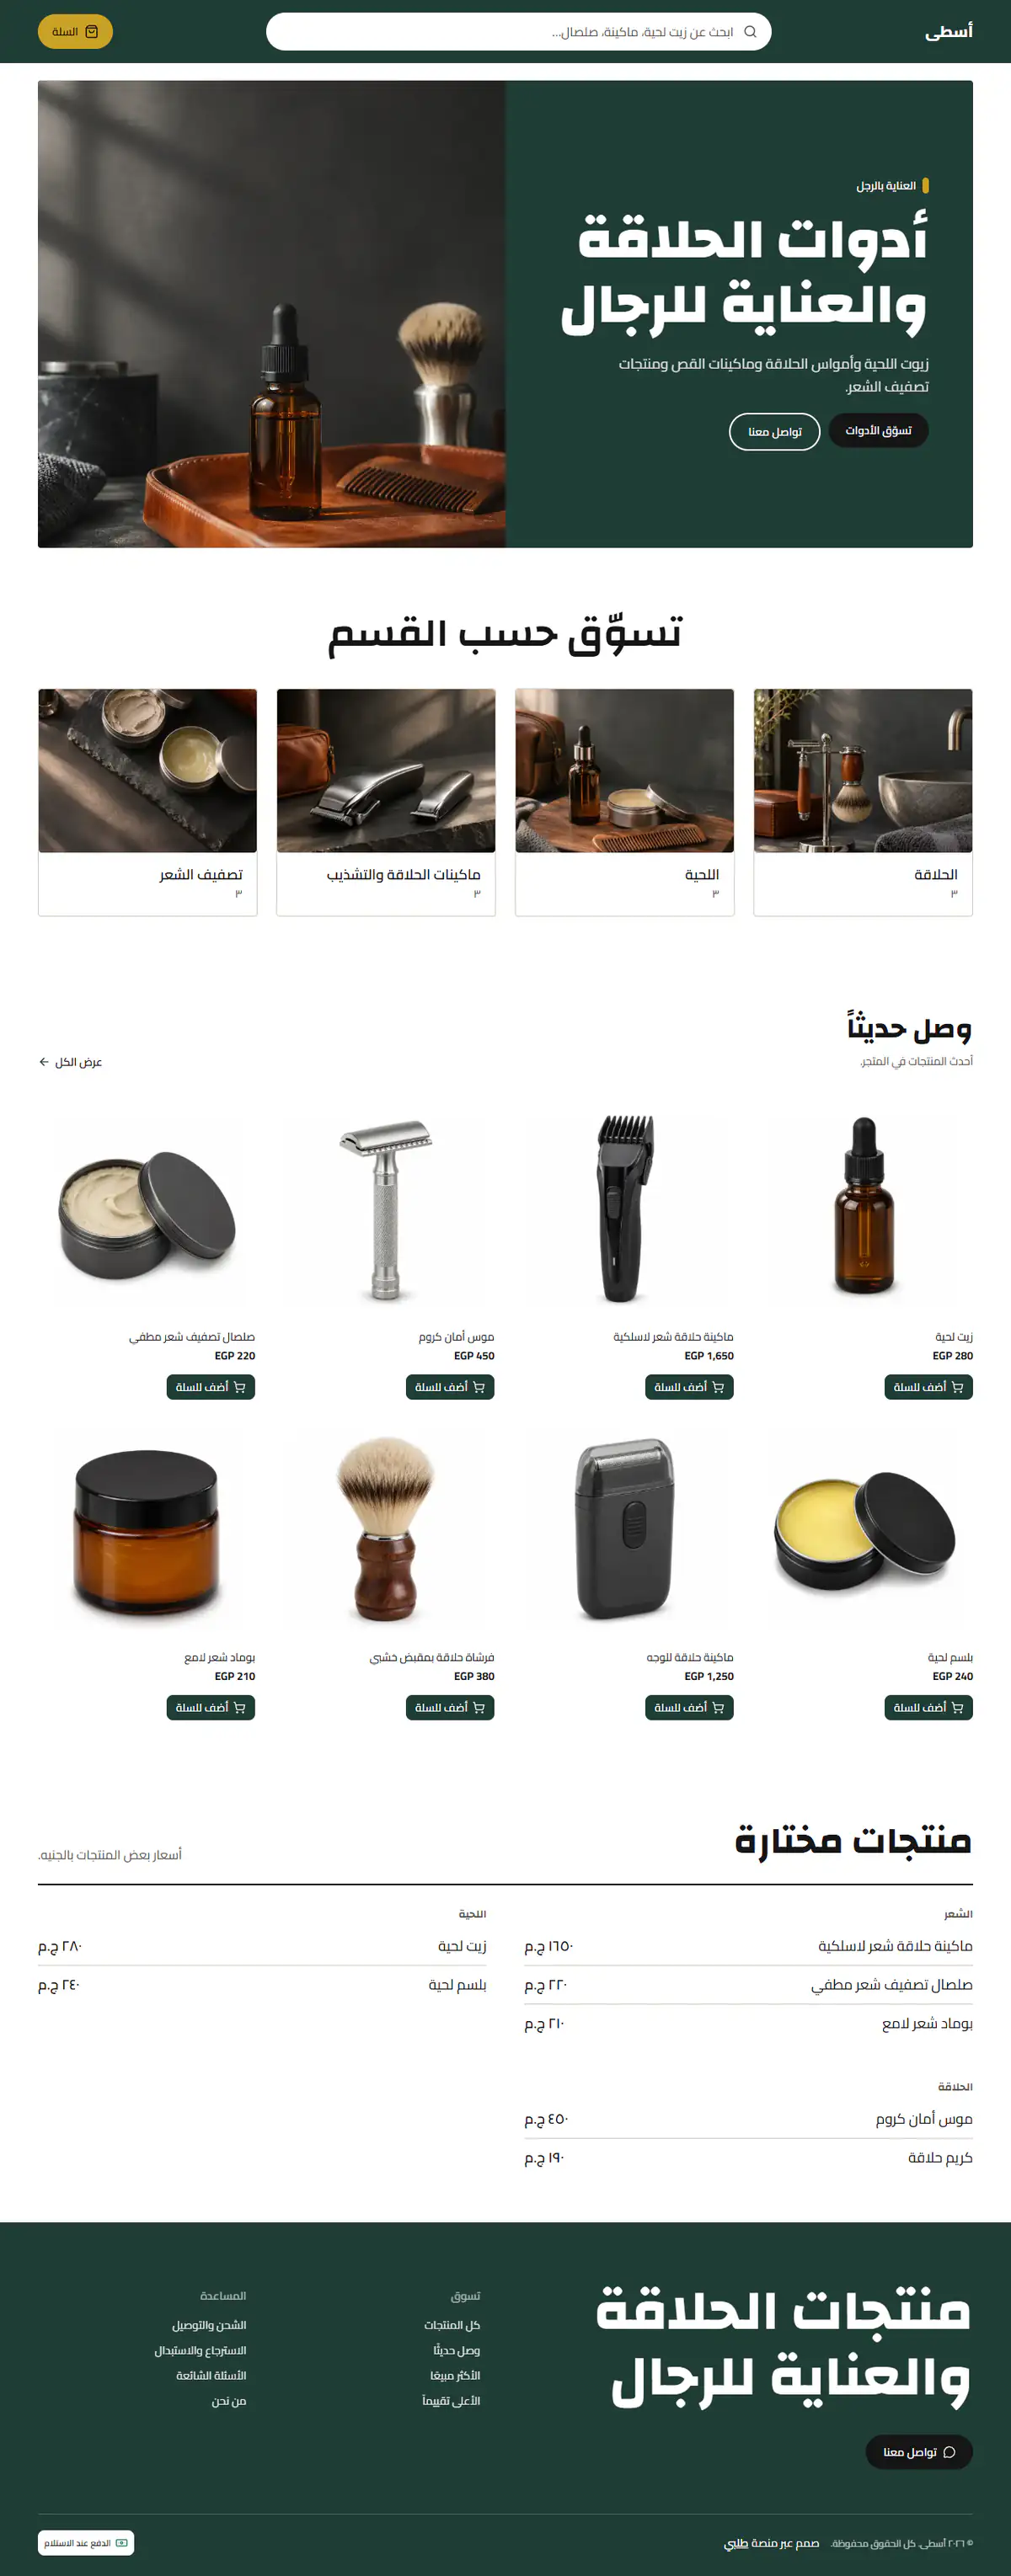 أسطى
ابحث عن زيت لحية، ماكينة، صلصال...
السلة
العناية بالرجل
أدوات الحلاقة
والعناية للرجال
زيوت اللحية وأمواس الحلاقة وماكينات القص ومنتجات
تصفيف الشعر.
تسوّق الأدوات
تواصل معنا
تسوّق حسب القسم
الحلاقة
٣
اللحية
٣
ماكينات الحلاقة والتشذيب
٣
تصفيف الشعر
٣
وصل حديثاً
أحدث المنتجات في المتجر.
عرض الكل
زيت لحية
EGP 280
أضف للسلة
ماكينة حلاقة شعر لاسلكية
EGP 1,650
أضف للسلة
موس أمان كروم
EGP 450
أضف للسلة
صلصال تصفيف شعر مطفي
EGP 220
أضف للسلة
بلسم لحية
EGP 240
أضف للسلة
ماكينة حلاقة للوجه
EGP 1,250
أضف للسلة
فرشاة حلاقة بمقبض خشبي
EGP 380
أضف للسلة
بوماد شعر لامع
EGP 210
أضف للسلة
منتجات مختارة
أسعار بعض المنتجات بالجنيه.
الشعر
ماكينة حلاقة شعر لاسلكية ١٦٥٠ ج.م
صلصال تصفيف شعر مطفي ٢٢٠ ج.م
بوماد شعر لامع ٢١٠ ج.م
اللحية
زيت لحية ٢٨٠ ج.م
بلسم لحية ٢٤٠ ج.م
الحلاقة
موس أمان كروم ٤٥٠ ج.م
كريم حلاقة ١٩٠ ج.م
منتجات الحلاقة
والعناية للرجال
تواصل معنا
تسوق
كل المنتجات
وصل حديثًا
الأكثر مبيعًا
الأعلى تقييماً
المساعدة
الشحن والتوصيل
الاسترجاع والاستبدال
الأسئلة الشائعة
من نحن
© ٢٠٢٦ أسطى. كل الحقوق محفوظة.
صمم عبر منصة طلبي
الدفع عند الاستلام